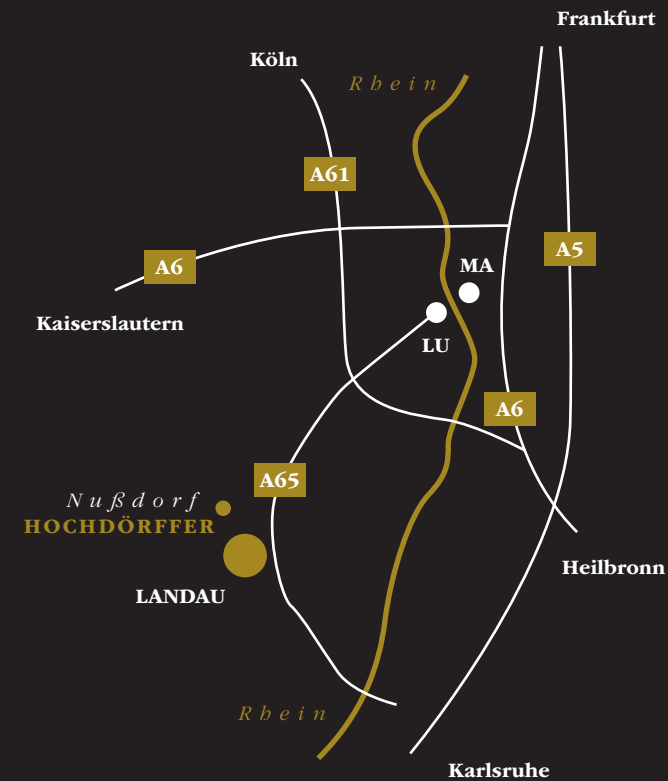 Frankfurt
Köln
Rhein
A61
A5
A6
MA
Kaiserslautern
LU
A6
A65
Nußdorf
HOCHDÖRFFER
Heilbronn
LANDAU
Rhein
Karlsruhe